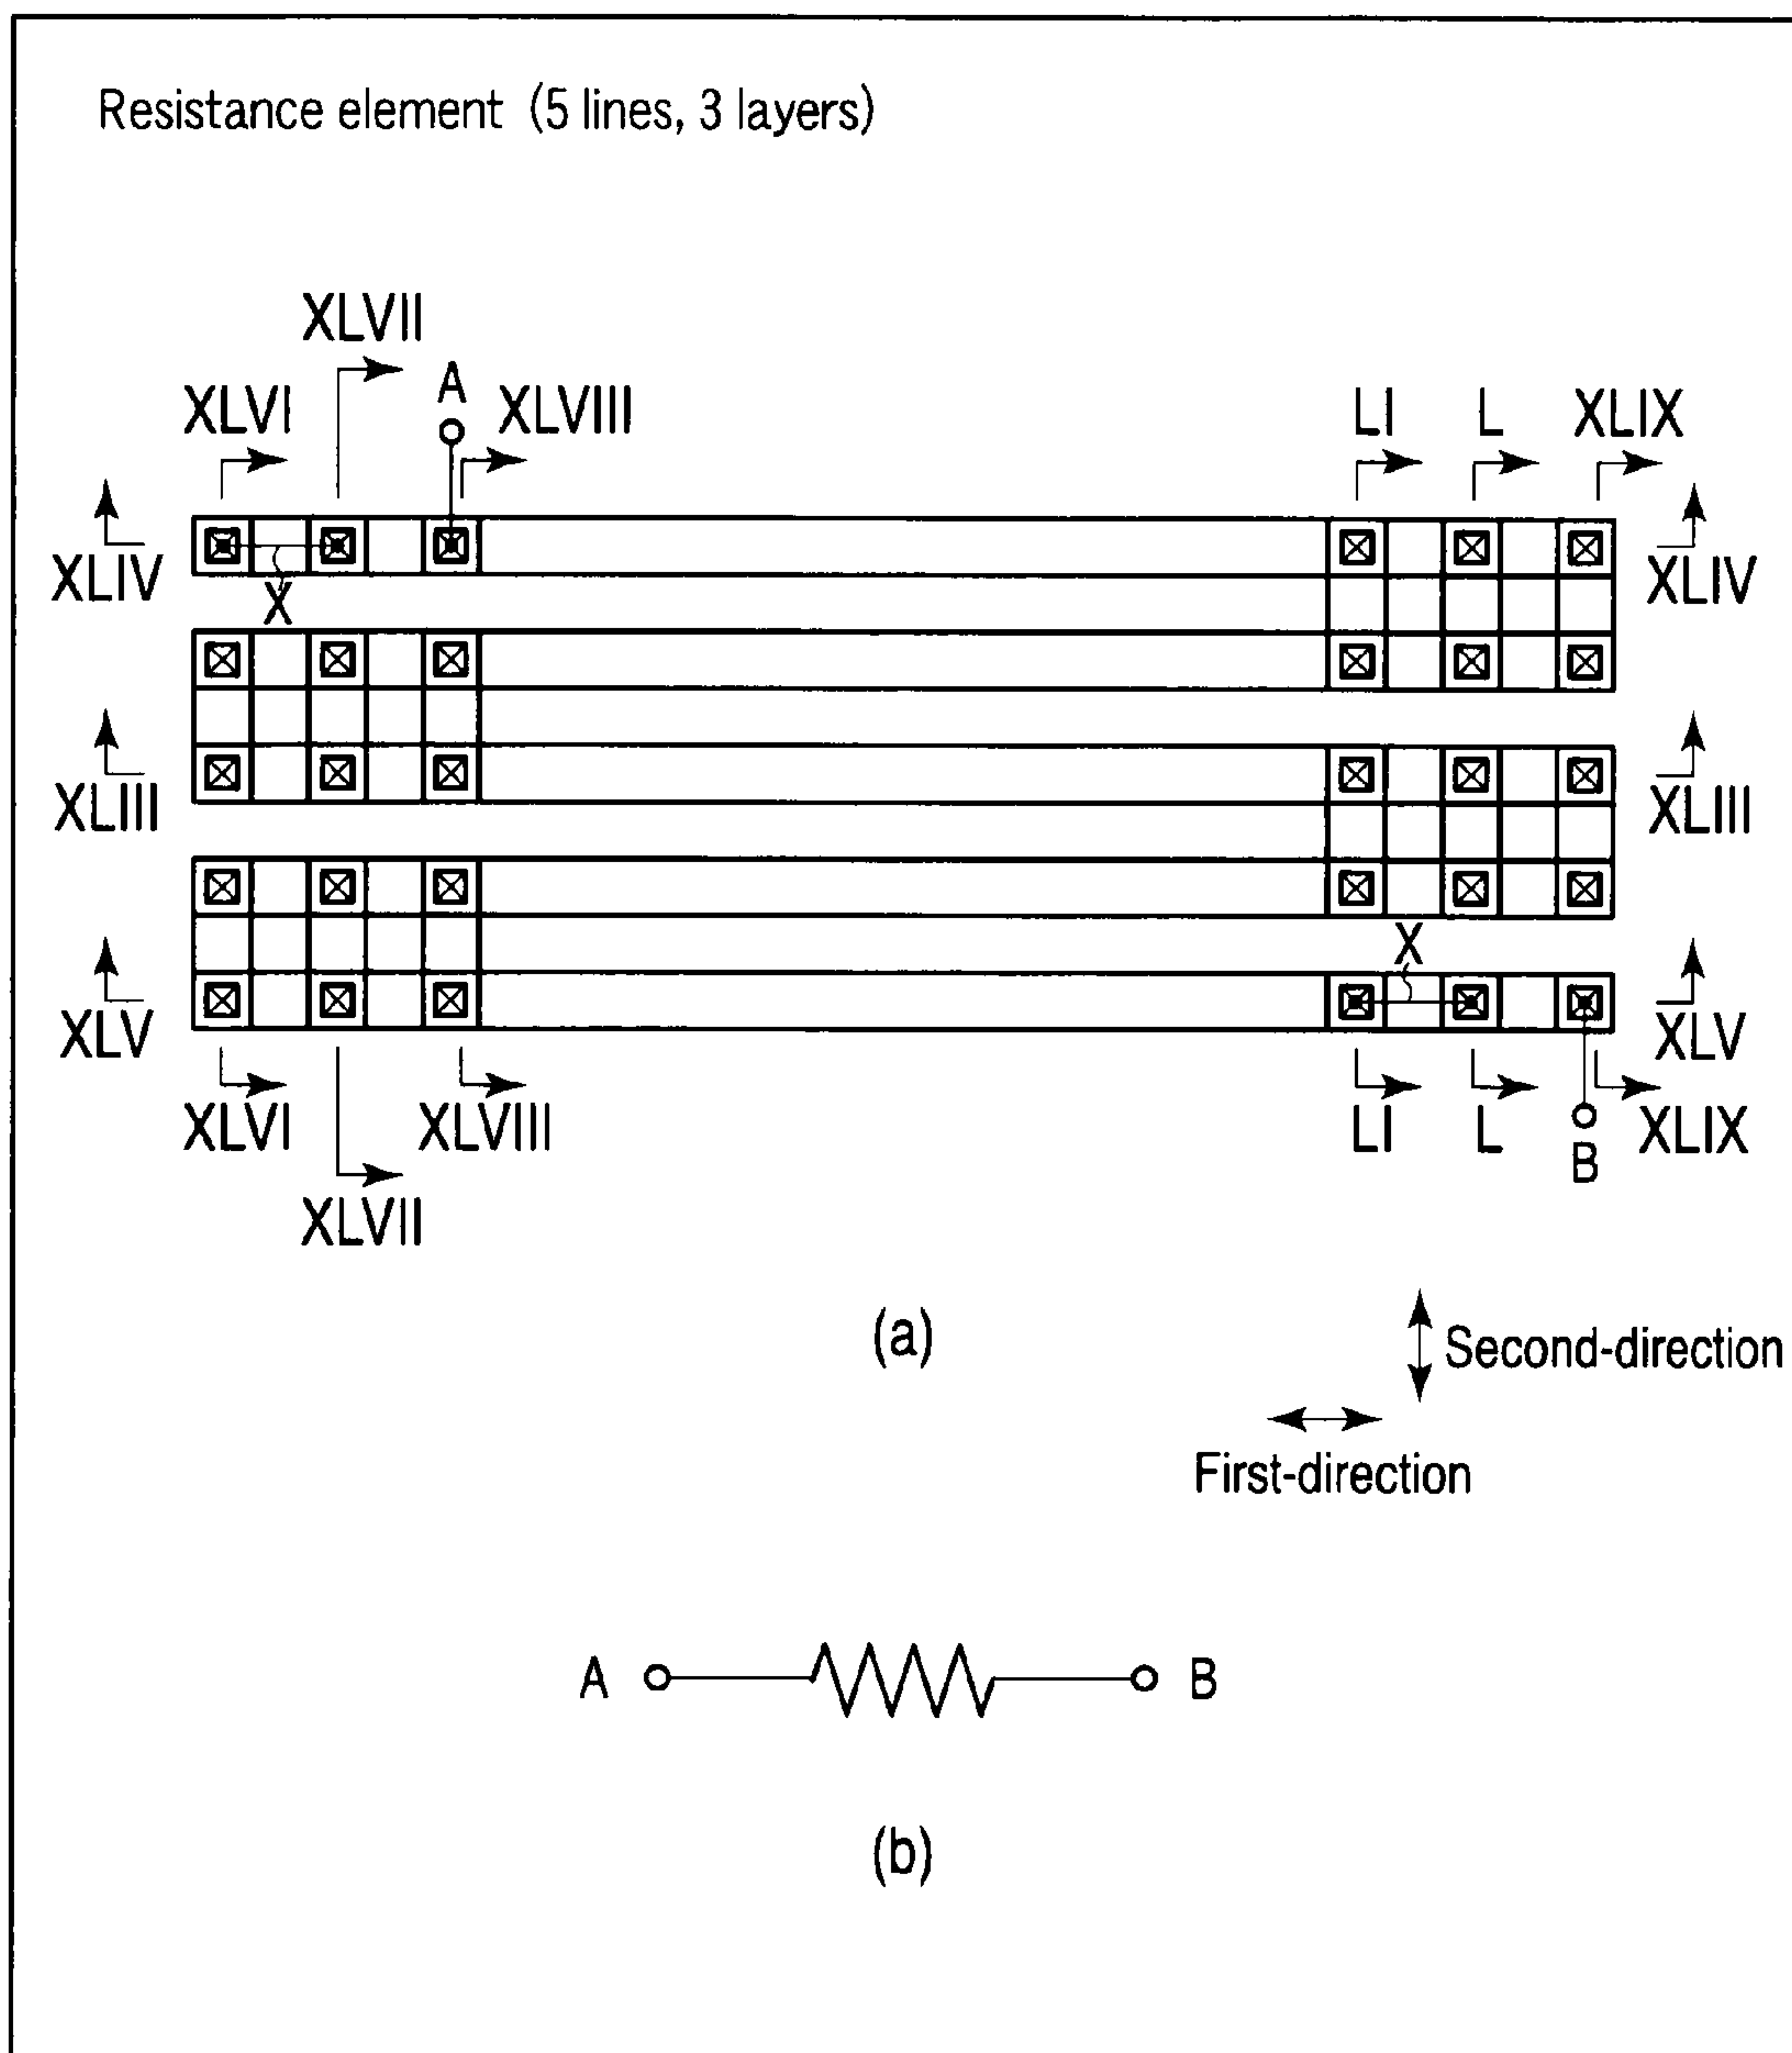 Resistance element (5 lines, 3 layers)
XLVII
A
XLVI
XLVIII
LI
L
XLIX
XLIV
X
XLIV
XLIII
XLIII
X
XLV
XLV
XLVI
XLVIII
LI
L
XLIX
B
XLVII
(a)
Second-direction
First-direction
A
B
(b)